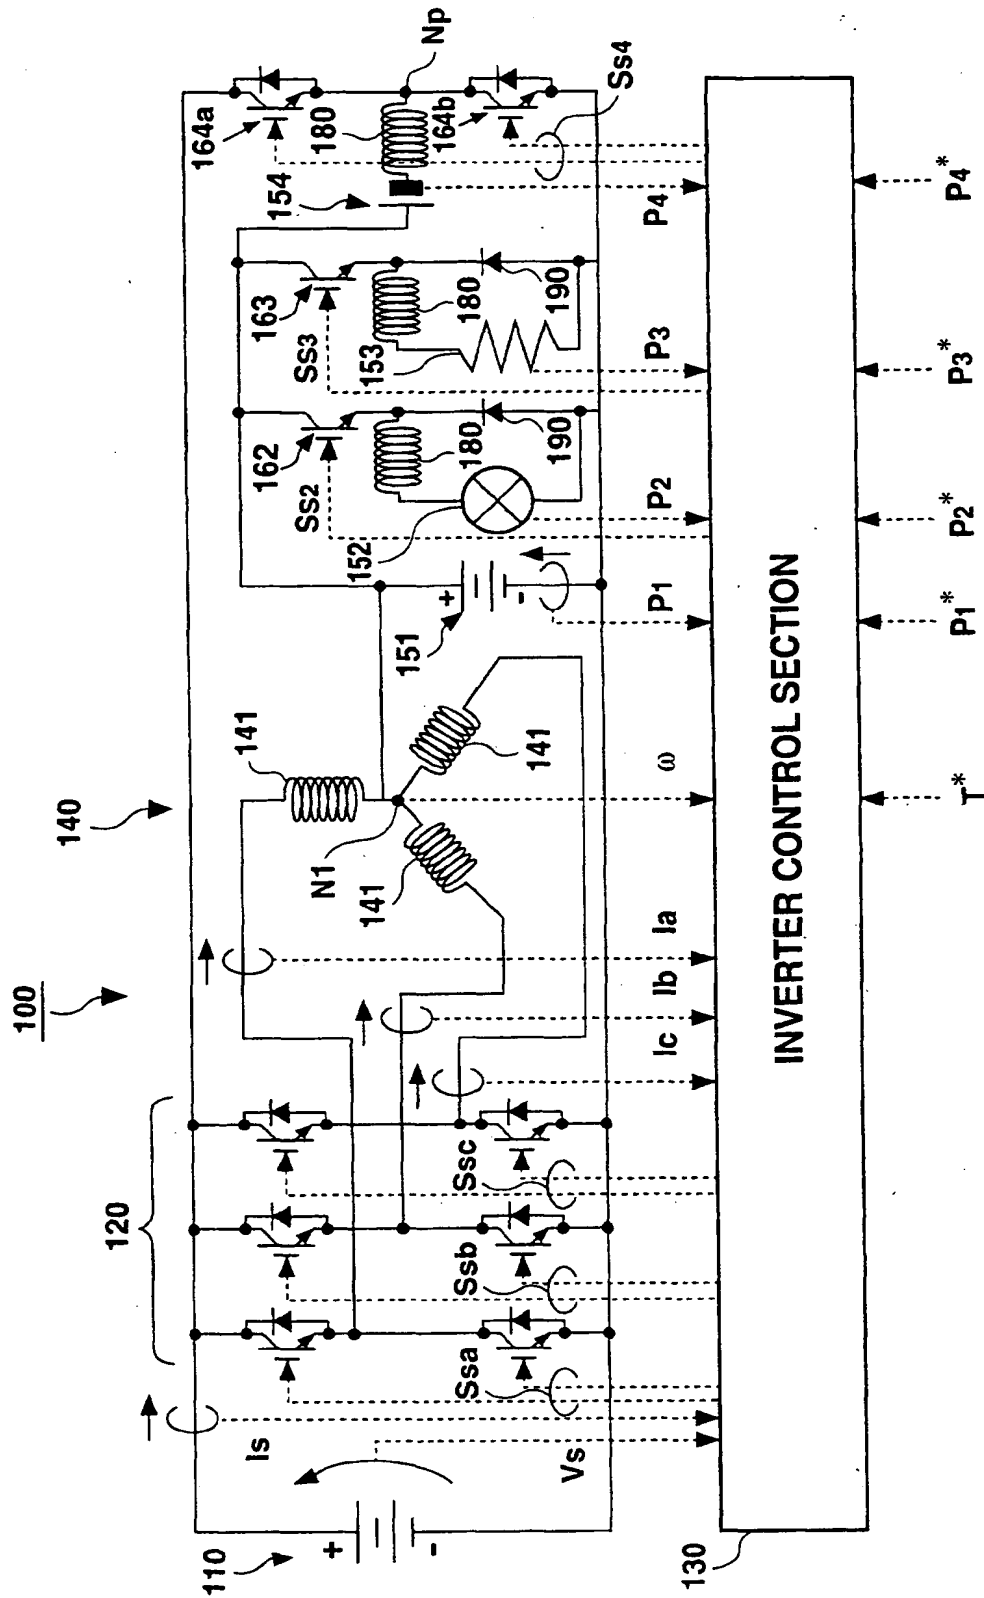 100
120
140
110
+
-
Is
Vs
Ssa
Ssb
Ssc
Ic
Ib
Ia
141
141
141
N1
ω
151
+
-
P1
152
162
Ss2
180
190
P2
153
163
Ss3
180
190
P3
154
164a
180
Np
164b
Ss4
P4
INVERTER CONTROL SECTION
130
T*
P1*
P2*
P3*
P4*